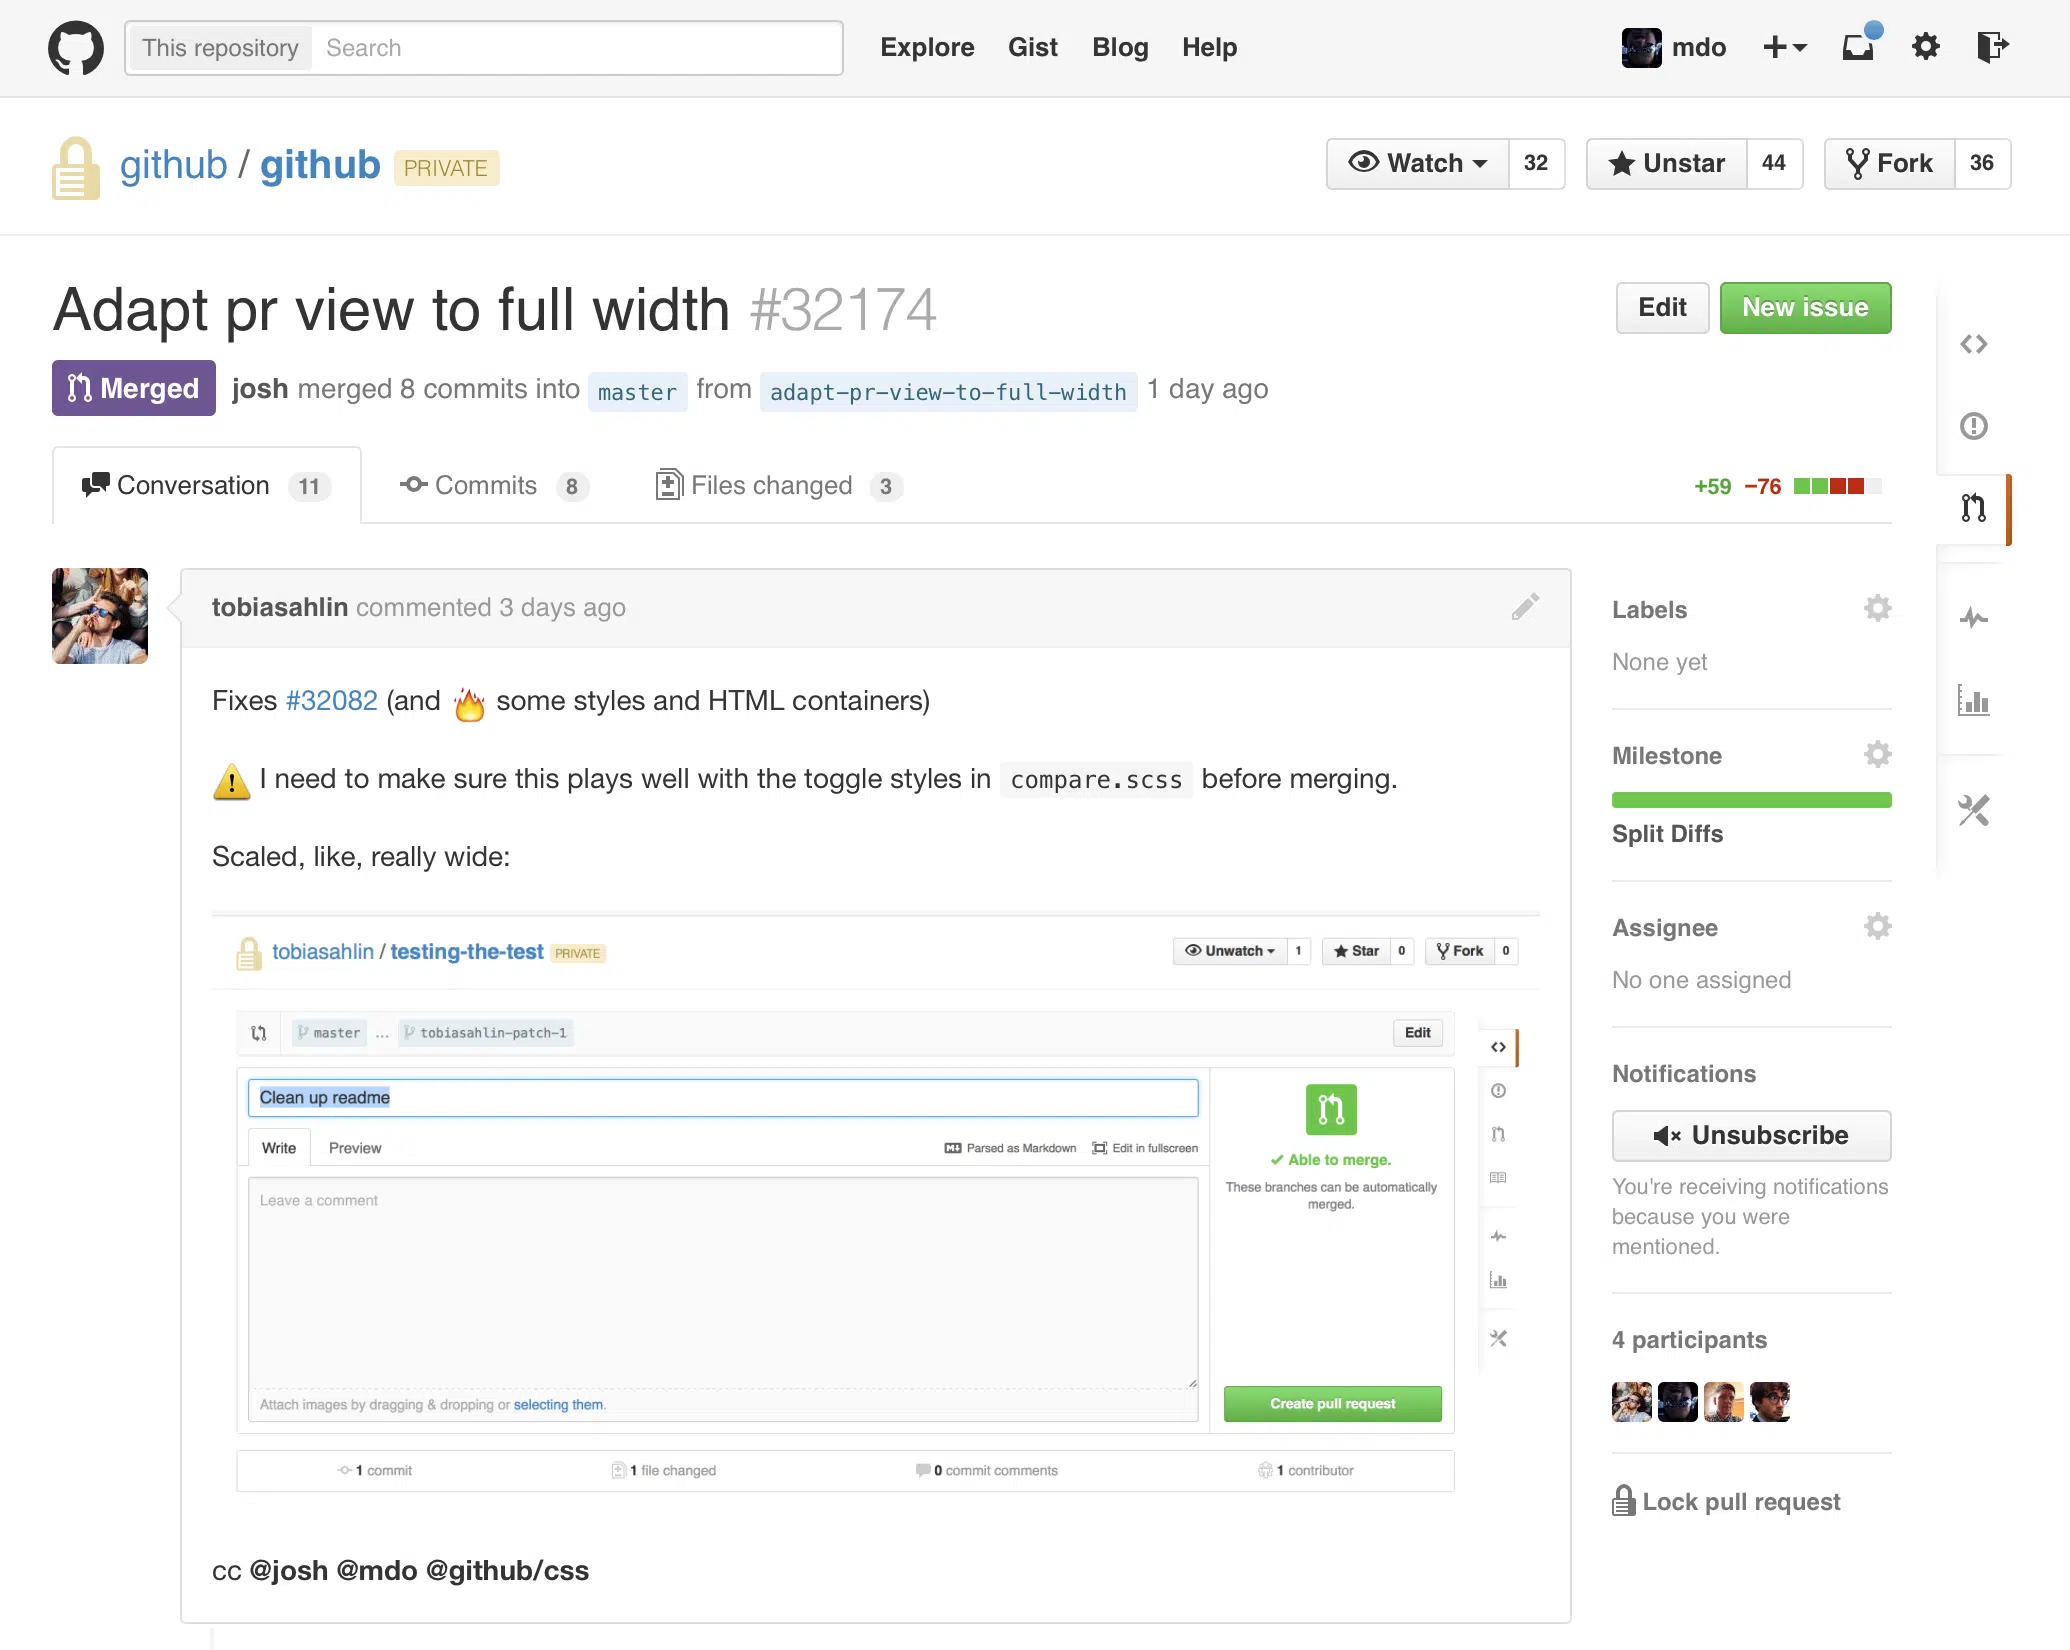 This repository Search Explore Gist Blog Help mdo
github / github PRIVATE Watch 32 Unstar 44 Fork 36
Adapt pr view to full width #32174 Edit New issue
Merged josh merged 8 commits into master from adapt-pr-view-to-full-width 1 day ago
Conversation 11 Commits 8 Files changed 3 +59 −76
tobiasahlin commented 3 days ago
Fixes #32082 (and 🔥 some styles and HTML containers)
⚠️ I need to make sure this plays well with the toggle styles in compare.scss before merging.
Scaled, like, really wide:
tobiasahlin / testing-the-test PRIVATE Unwatch 1 Star 0 Fork 0
master ... tobiasahlin-patch-1 Edit
Clean up readme
Write Preview Parsed as Markdown Edit in fullscreen
Leave a comment
Attach images by dragging & dropping or selecting them.
Able to merge.
These branches can be automatically
merged.
Create pull request
1 commit 1 file changed 0 commit comments 1 contributor
cc @josh @mdo @github/css
Labels
None yet
Milestone
Split Diffs
Assignee
No one assigned
Notifications
Unsubscribe
You're receiving notifications
because you were
mentioned.
4 participants
Lock pull request